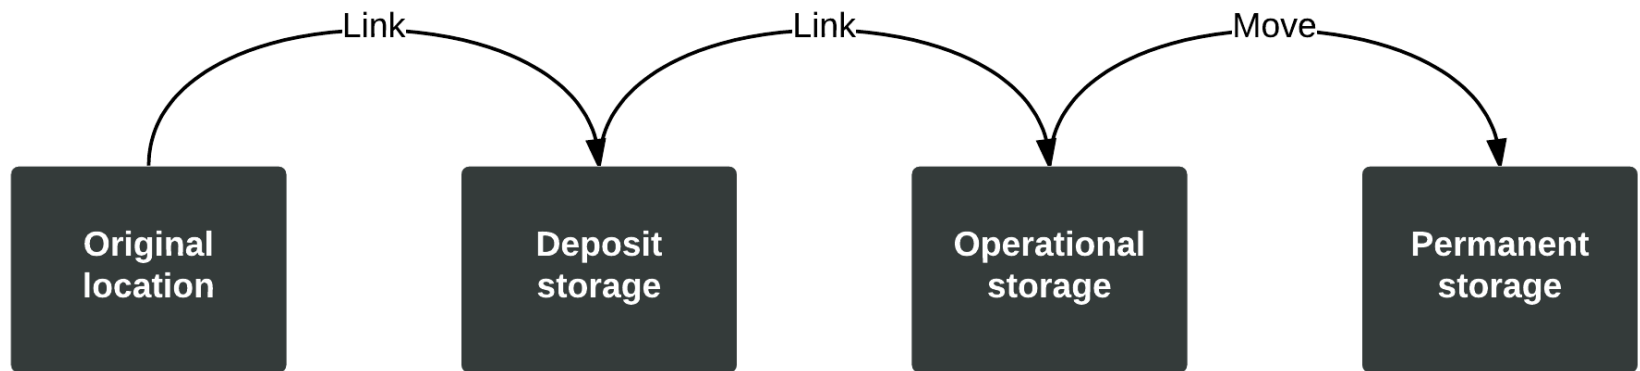 Link
Link
Move
Original
location
Deposit
storage
Operational
storage
Permanent
storage